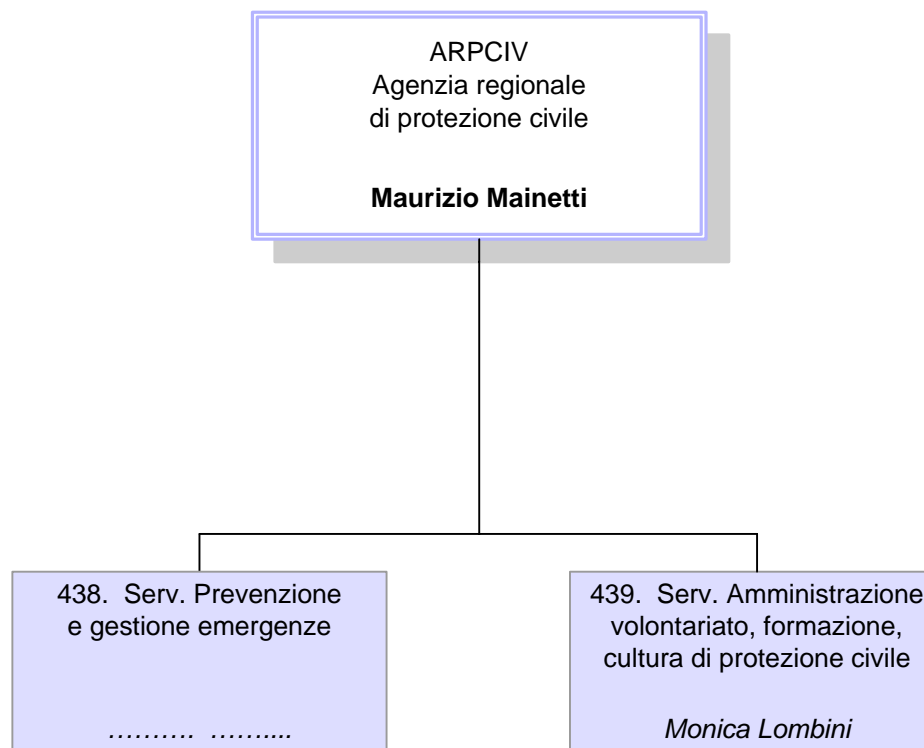 ARPCIV
Agenzia regionale
di protezione civile
Maurizio Mainetti
438. Serv. Prevenzione
e gestione emergenze
………. ……....
439. Serv. Amministrazione
volontariato, formazione,
cultura di protezione civile
Monica Lombini